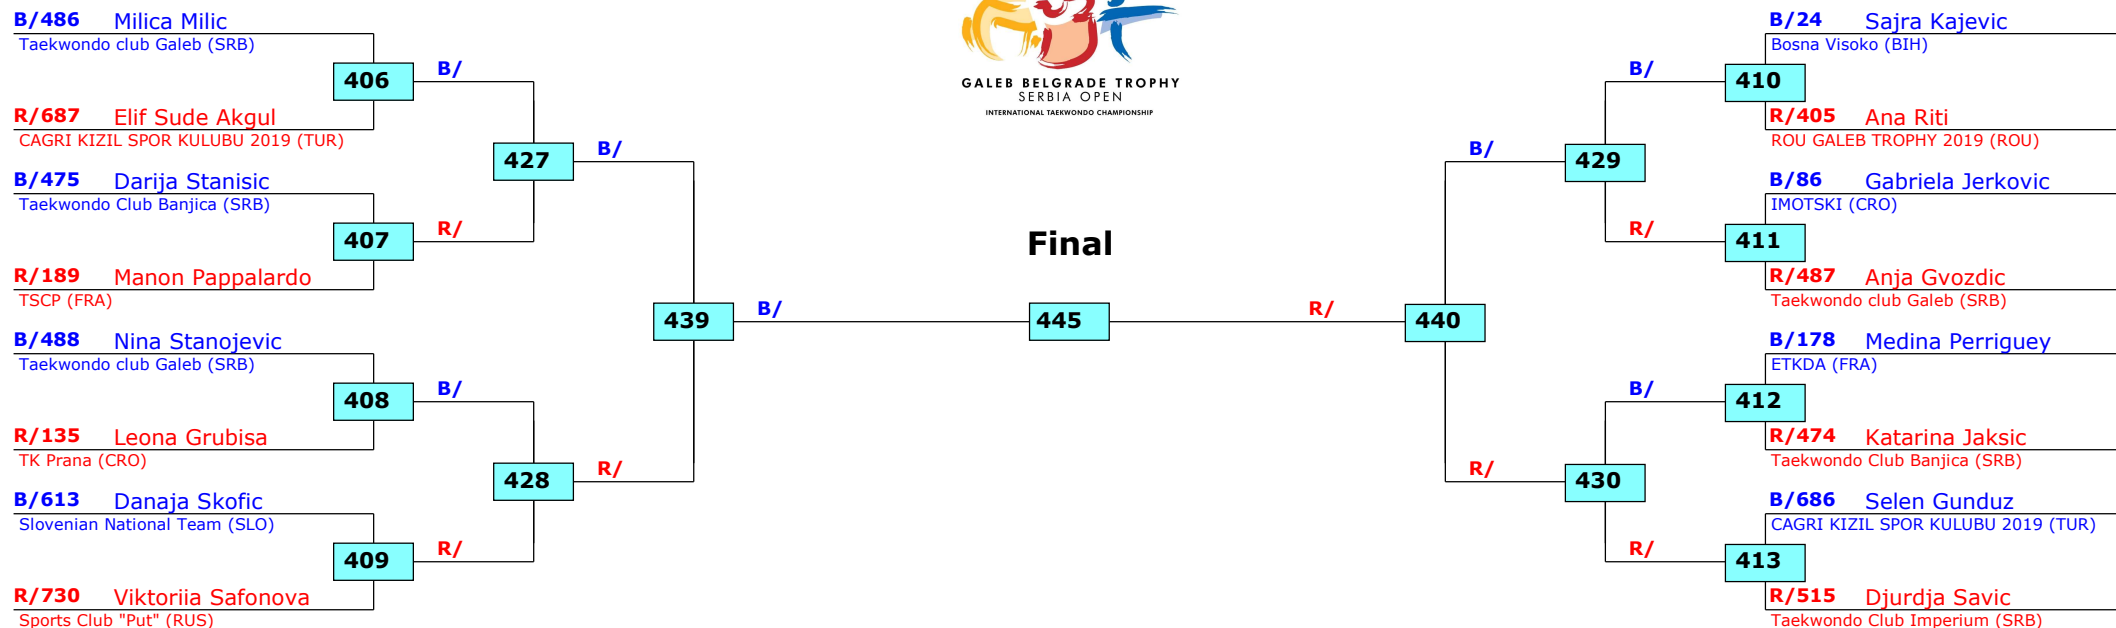 B/486 Milica Milic
Taekwondo club Galeb (SRB)
406
B/
R/687 Elif Sude Akgul
CAGRI KIZIL SPOR KULUBU 2019 (TUR)
427
B/
B/475 Darija Stanisic
Taekwondo Club Banjica (SRB)
407
R/
R/189 Manon Pappalardo
TSCP (FRA)
439
B/
B/488 Nina Stanojevic
Taekwondo club Galeb (SRB)
408
B/
R/135 Leona Grubisa
TK Prana (CRO)
428
R/
B/613 Danaja Skofic
Slovenian National Team (SLO)
409
R/
R/730 Viktoriia Safonova
Sports Club "Put" (RUS)
GALEB BELGRADE TROPHY
SERBIA OPEN
INTERNATIONAL TAEKWONDO CHAMPIONSHIP
Final
445
B/24 Sajra Kajevic
Bosna Visoko (BIH)
B/
410
R/405 Ana Riti
ROU GALEB TROPHY 2019 (ROU)
B/
429
B/86 Gabriela Jerkovic
IMOTSKI (CRO)
R/
411
R/487 Anja Gvozdic
Taekwondo club Galeb (SRB)
R/
440
B/178 Medina Perriguey
ETKDA (FRA)
B/
412
R/474 Katarina Jaksic
Taekwondo Club Banjica (SRB)
R/
430
B/686 Selen Gunduz
CAGRI KIZIL SPOR KULUBU 2019 (TUR)
R/
413
R/515 Djurdja Savic
Taekwondo Club Imperium (SRB)